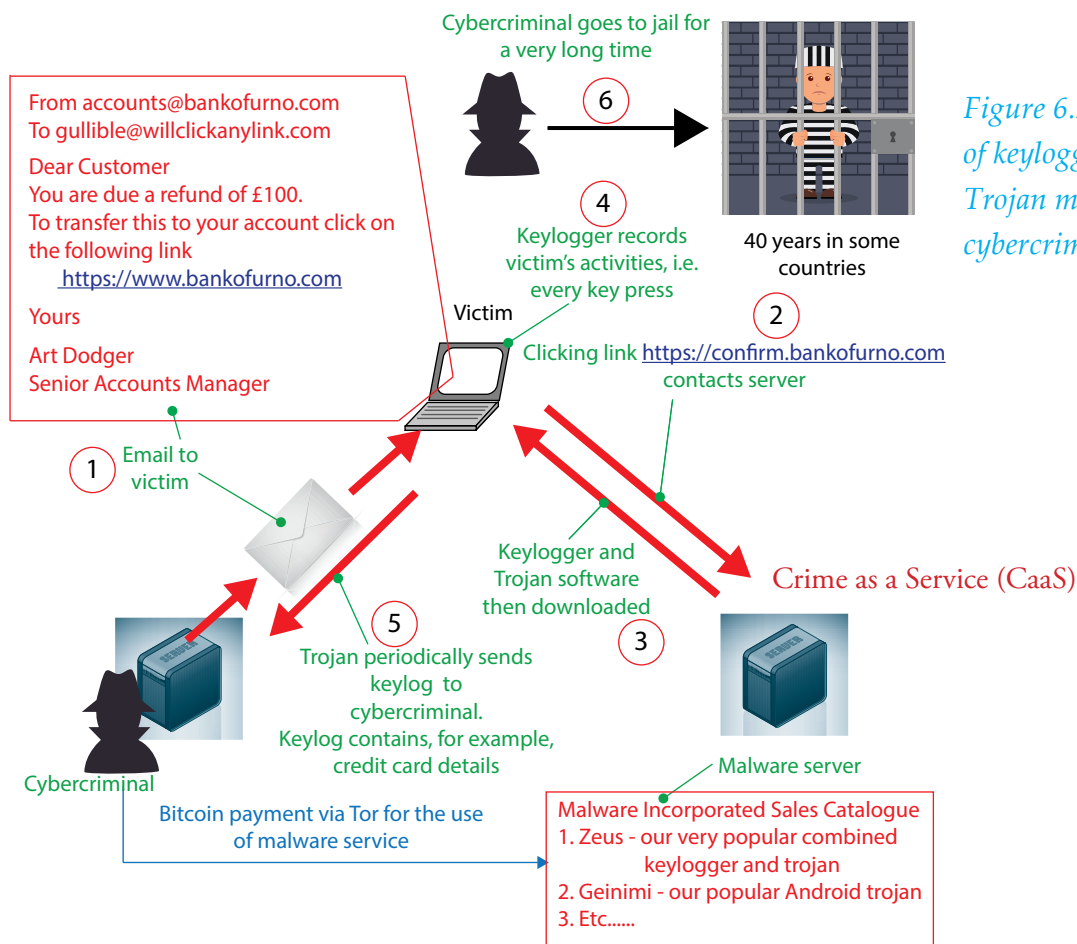 Cybercriminal goes to jail for
a very long time
6
From accounts@bankofurno.com
To gullible@willclickanylink.com
Dear Customer
You are due a refund of £100.
To transfer this to your account click on
the following link
https://www.bankofurno.com
Yours
Art Dodger
Senior Accounts Manager
Figure 6.
of keylogg
Trojan m
cybercrim
40 years in some
countries
4
Keylogger records
victim's activities, i.e.
every key press
Victim
2
Clicking link https://confirm.bankofurno.com
contacts server
1
Email to
victim
Keylogger and
Trojan software
then downloaded
3
Crime as a Service (CaaS)
5
Trojan periodically sends
keylog to
cybercriminal.
Keylog contains, for example,
credit card details
SERVER
SERVER
Cybercriminal
Malware server
Bitcoin payment via Tor for the use
of malware service
Malware Incorporated Sales Catalogue
1. Zeus - our very popular combined
keylogger and trojan
2. Geinimi - our popular Android trojan
3. Etc......